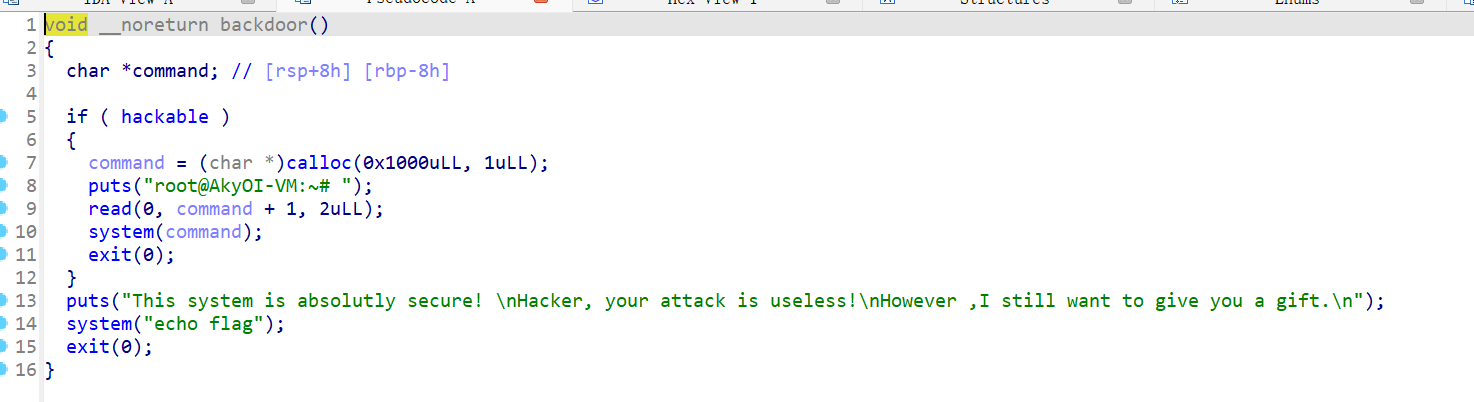 IDA View-A Pseudocode-A Hex View-1 Structures Enums
1 void __noreturn backdoor()
2 {
3 char *command; // [rsp+8h] [rbp-8h]
4
5 if ( hackable )
6 {
7 command = (char *)calloc(0x1000uLL, 1uLL);
8 puts("root@AkyOI-VM:~# ");
9 read(0, command + 1, 2uLL);
10 system(command);
11 exit(0);
12 }
13 puts("This system is absolutly secure! \nHacker, your attack is useless!\nHowever ,I still want to give you a gift.\n");
14 system("echo flag");
15 exit(0);
16 }